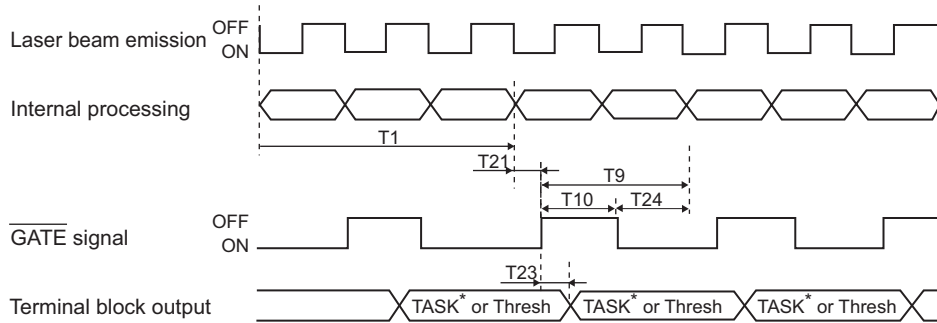 Laser beam emission
OFF
ON
Internal processing
T1
T21
T9
T10
T24
GATE signal
OFF
ON
T23
Terminal block output
TASK* or Thresh
TASK* or Thresh
TASK* or Thresh